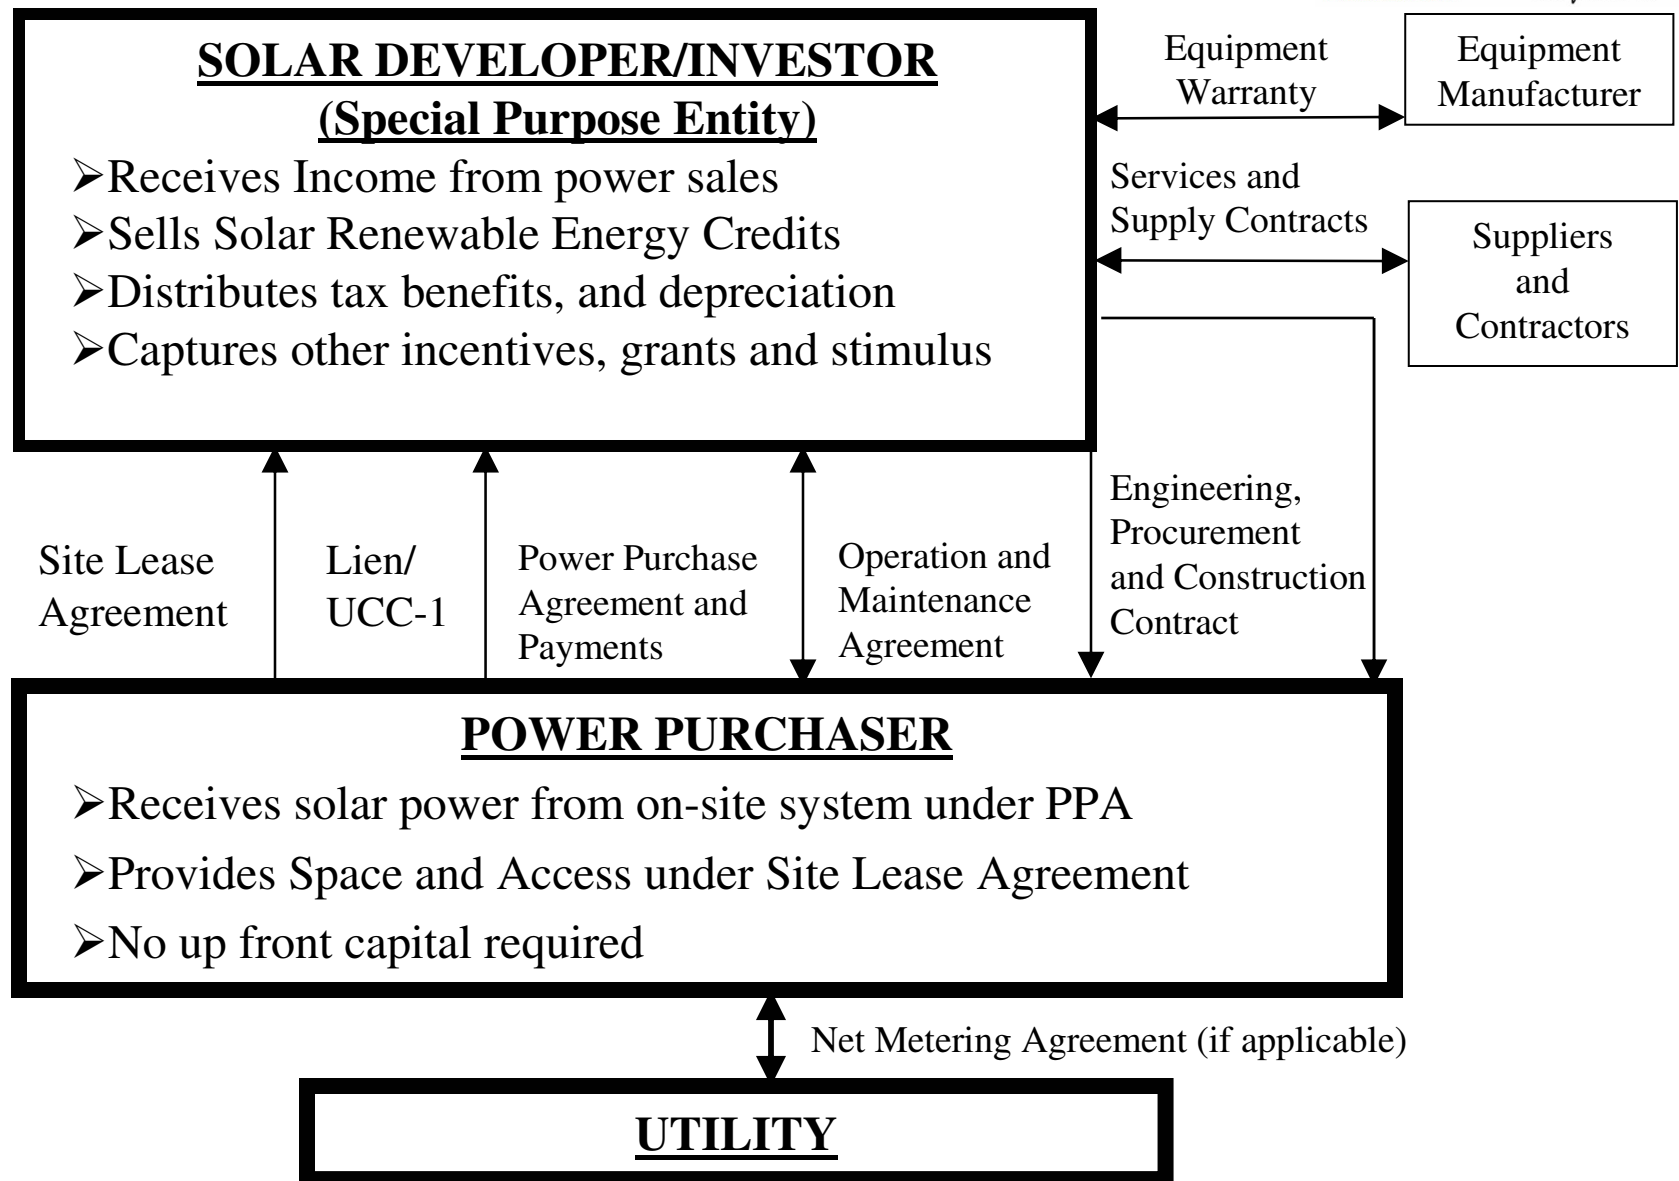 SOLAR DEVELOPER/INVESTOR
(Special Purpose Entity)
➢Receives Income from power sales
➢Sells Solar Renewable Energy Credits
➢Distributes tax benefits, and depreciation
➢Captures other incentives, grants and stimulus
Equipment
Warranty
Equipment
Manufacturer
Services and
Supply Contracts
Suppliers
and
Contractors
Site Lease
Agreement
Lien/
UCC-1
Power Purchase
Agreement and
Payments
Operation and
Maintenance
Agreement
Engineering,
Procurement
and Construction
Contract
POWER PURCHASER
➢Receives solar power from on-site system under PPA
➢Provides Space and Access under Site Lease Agreement
➢No up front capital required
Net Metering Agreement (if applicable)
UTILITY